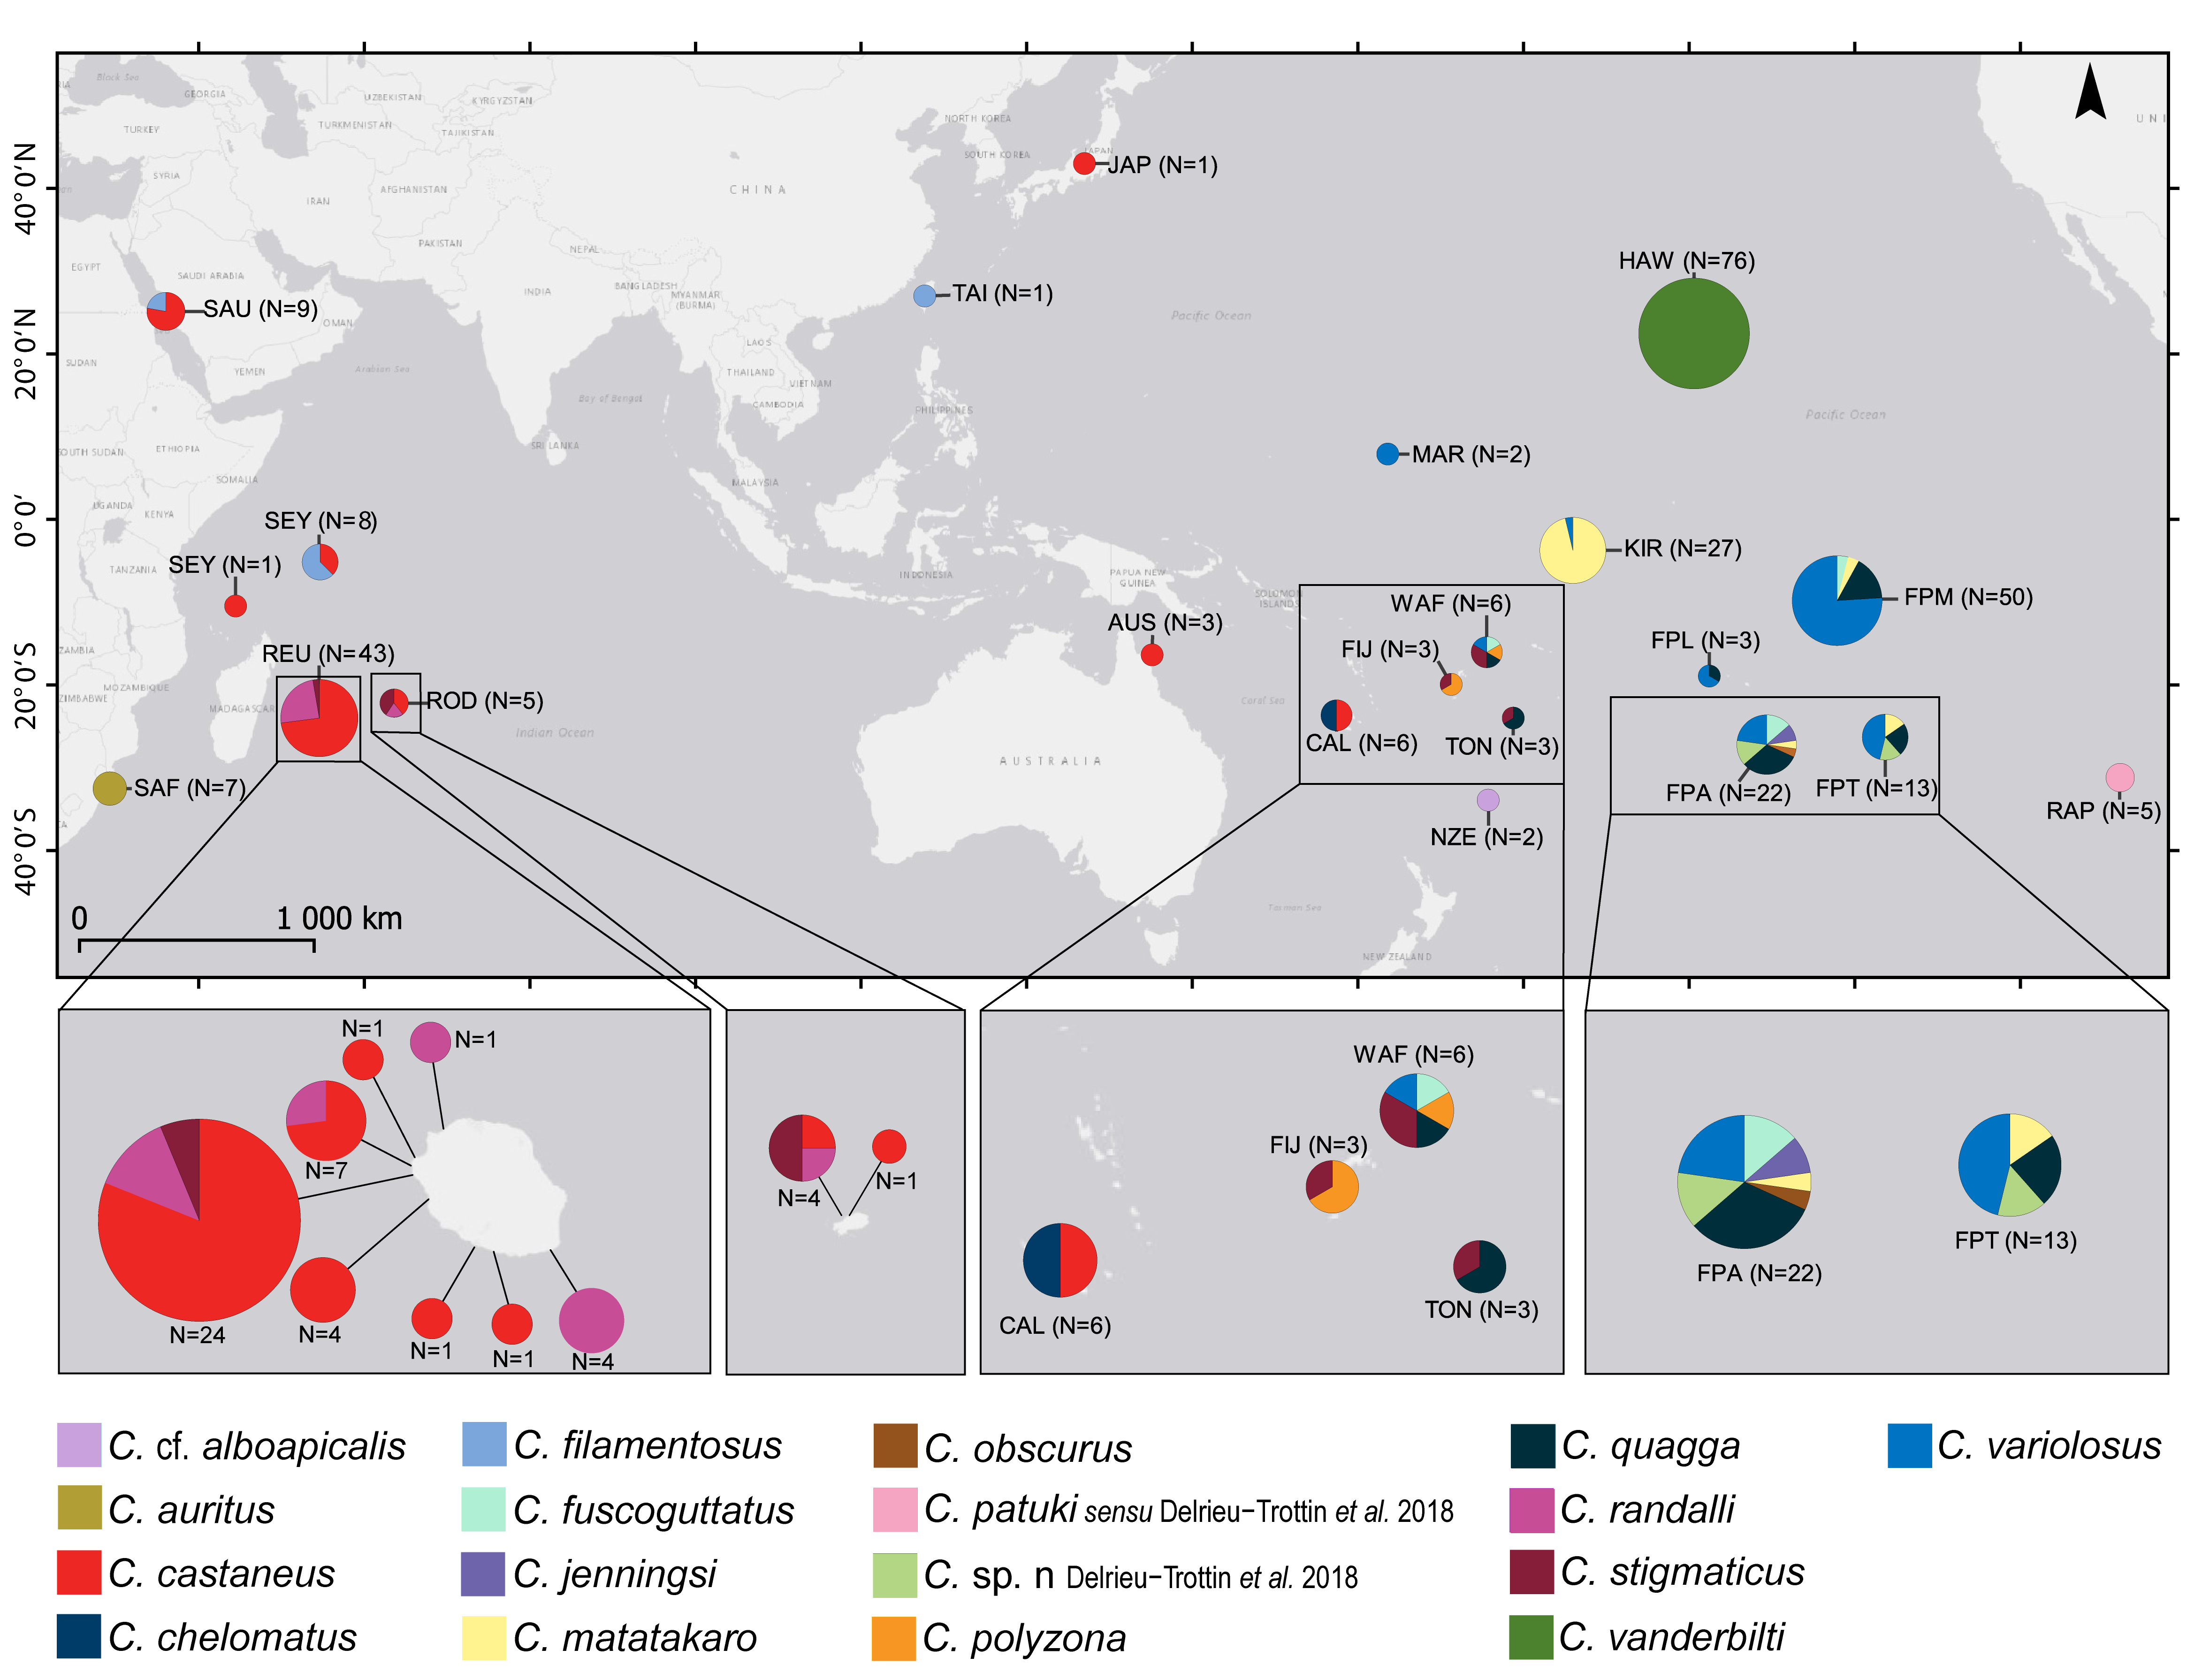 Black Sea
GEORGIA
UZBEKISTAN
KYRGYZSTAN
TURKEY
TURKMENISTAN
TAJIKISTAN
NORTH KOREA
SOUTH KOREA
JAPAN
UNI
40°0'N
SYRIA
IRAN
AFGHANISTAN
CHINA
JAP (N=1)
PAKISTAN
NEPAL
EGYPT
SAUDI ARABIA
BANGLADESH
MYANMAR
(BURMA)
INDIA
OMAN
SAU (N=9)
TAI (N=1)
HAW (N=76)
Pacific Ocean
20°0'N
SUDAN
YEMEN
Arabian Sea
LAOS
THAILAND
VIETNAM
CAMBODIA
Bay of Bengal
PHILIPPINES
Pacific Ocean
OUTH SUDAN
ETHIOPIA
SRI LANKA
SOMALIA
MALAYSIA
MAR (N=2)
UGANDA
KENYA
0°0'
SEY (N=8)
SEY (N=1)
TANZANIA
INDONESIA
PAPUA NEW
GUINEA
SOLOMON
ISLANDS
KIR (N=27)
FPM (N=50)
WAF (N=6)
FIJ (N=3)
AUS (N=3)
FPL (N=3)
ZAMBIA
REU (N=43)
MOZAMBIQUE
ZIMBABWE
MADAGASCAR
ROD (N=5)
20°0'S
Indian Ocean
Coral Sea
AUSTRALIA
CAL (N=6)
TON (N=3)
FPA (N=22)
FPT (N=13)
SAF (N=7)
RAP (N=5)
NZE (N=2)
40°0'S
Tasman Sea
NEW ZEALAND
0
1 000 km
N=1
N=1
N=7
N=24
N=4
N=1
N=1
N=4
N=4
N=1
WAF (N=6)
FIJ (N=3)
CAL (N=6)
TON (N=3)
FPA (N=22)
FPT (N=13)
C. cf. alboapicalis
C. auritus
C. castaneus
C. chelomatus
C. filamentosus
C. fuscoguttatus
C. jenningsi
C. matatakaro
C. obscurus
C. patuki sensu Delrieu−Trottin et al. 2018
C. sp. n Delrieu−Trottin et al. 2018
C. polyzona
C. quagga
C. randalli
C. stigmaticus
C. vanderbilti
C. variolosus